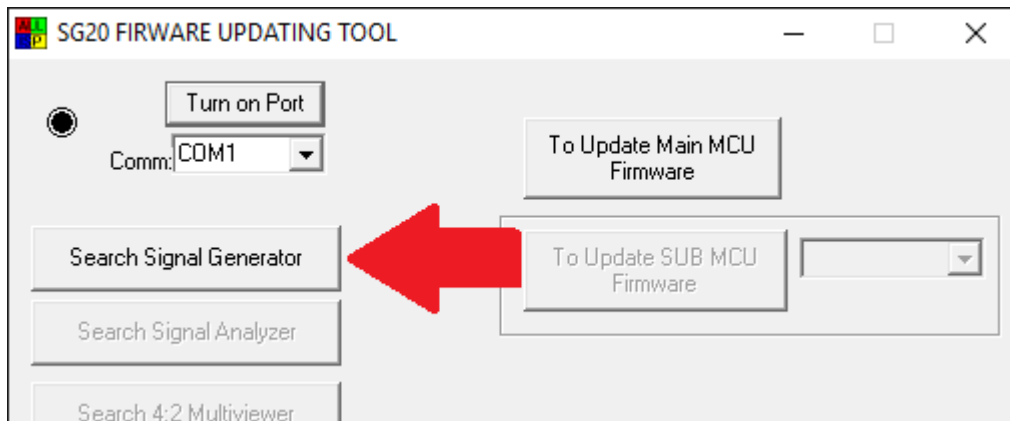 SG20 FIRWARE UPDATING TOOL
Turn on Port
Comm: COM1
To Update Main MCU
Firmware
Search Signal Generator
To Update SUB MCU
Firmware
Search Signal Analyzer
Search 4:2 Multiviewer